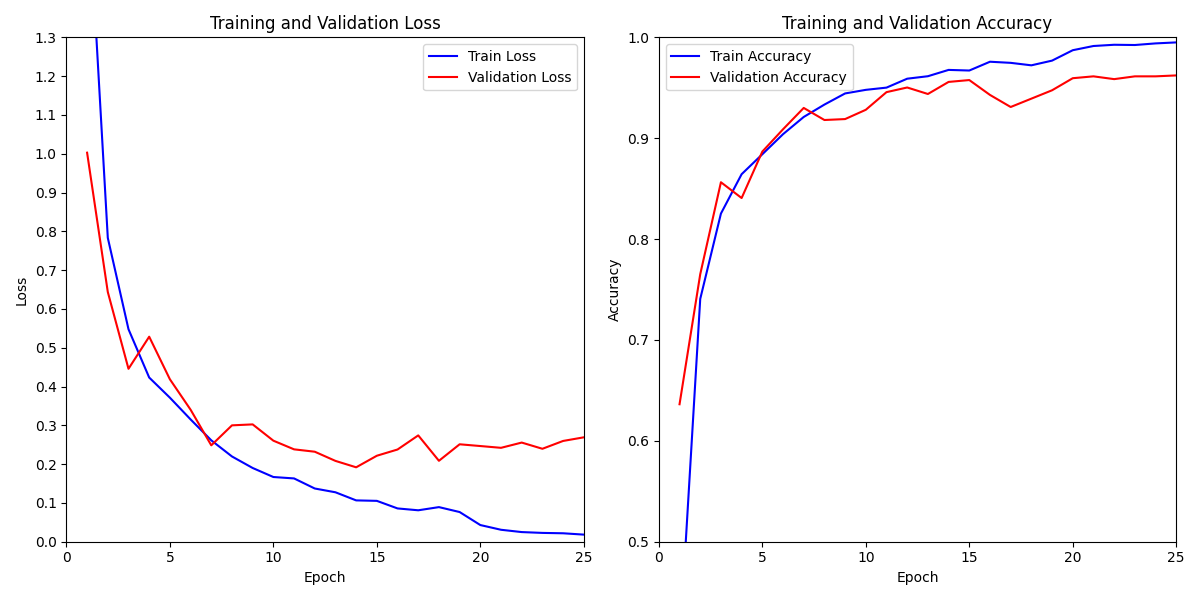 Training and Validation Loss
Train Loss
Validation Loss
1.3
1.2
1.1
1.0
0.9
0.8
0.7
0.6
0.5
0.4
0.3
0.2
0.1
0.0
Loss
0 5 10 15 20 25
Epoch
Training and Validation Accuracy
Train Accuracy
Validation Accuracy
1.0
0.9
0.8
0.7
0.6
0.5
Accuracy
0 5 10 15 20 25
Epoch